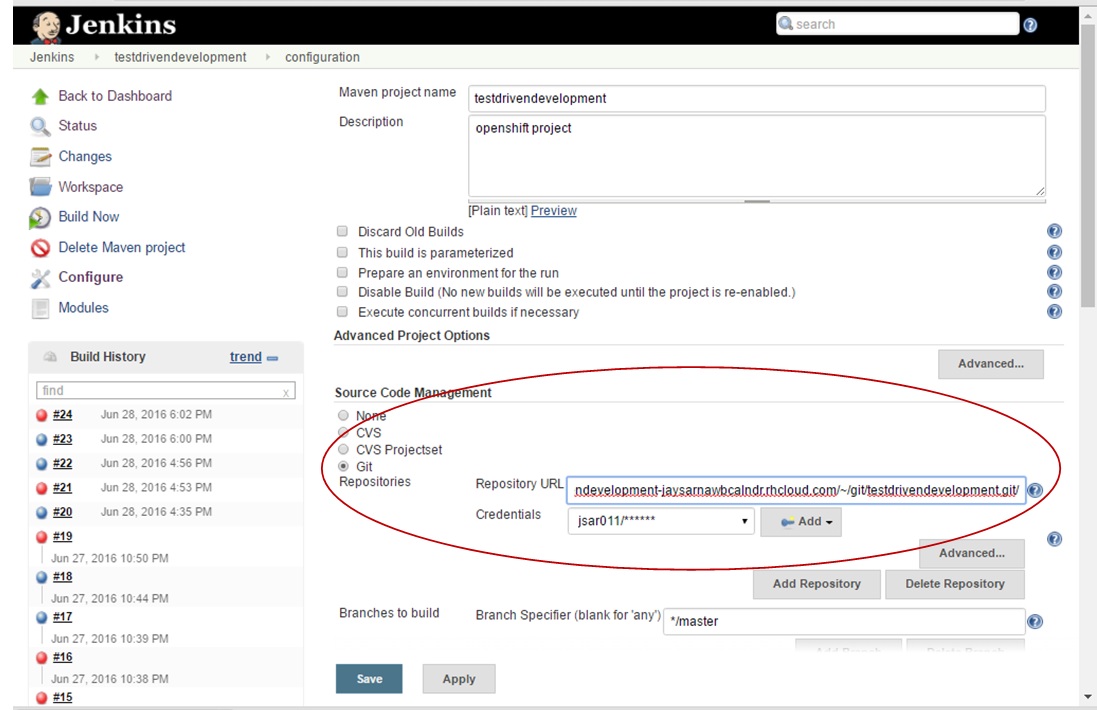 Jenkins
search
Jenkins testdrivendevelopment configuration
Back to Dashboard
Status
Changes
Workspace
Build Now
Delete Maven project
Configure
Modules
Build History trend
find x
#24 Jun 28, 2016 6:02 PM
#23 Jun 28, 2016 6:00 PM
#22 Jun 28, 2016 4:56 PM
#21 Jun 28, 2016 4:53 PM
#20 Jun 28, 2016 4:35 PM
#19
Jun 27, 2016 10:50 PM
#18
Jun 27, 2016 10:44 PM
#17
Jun 27, 2016 10:39 PM
#16
Jun 27, 2016 10:38 PM
#15
Maven project name testdrivendevelopment
Description openshift project
[Plain text] Preview
Discard Old Builds
This build is parameterized
Prepare an environment for the run
Disable Build (No new builds will be executed until the project is re-enabled.)
Execute concurrent builds if necessary
Advanced Project Options
Advanced...
Source Code Management
None
CVS
CVS Projectset
Git
Repositories Repository URL ndevelopment-jaysarnawbcalndr.rhcloud.com/~/git/testdrivendevelopment.git/
Credentials jsar011/****** Add
Advanced...
Add Repository Delete Repository
Branches to build Branch Specifier (blank for 'any') */master
Add Branch Delete Branch
Save Apply